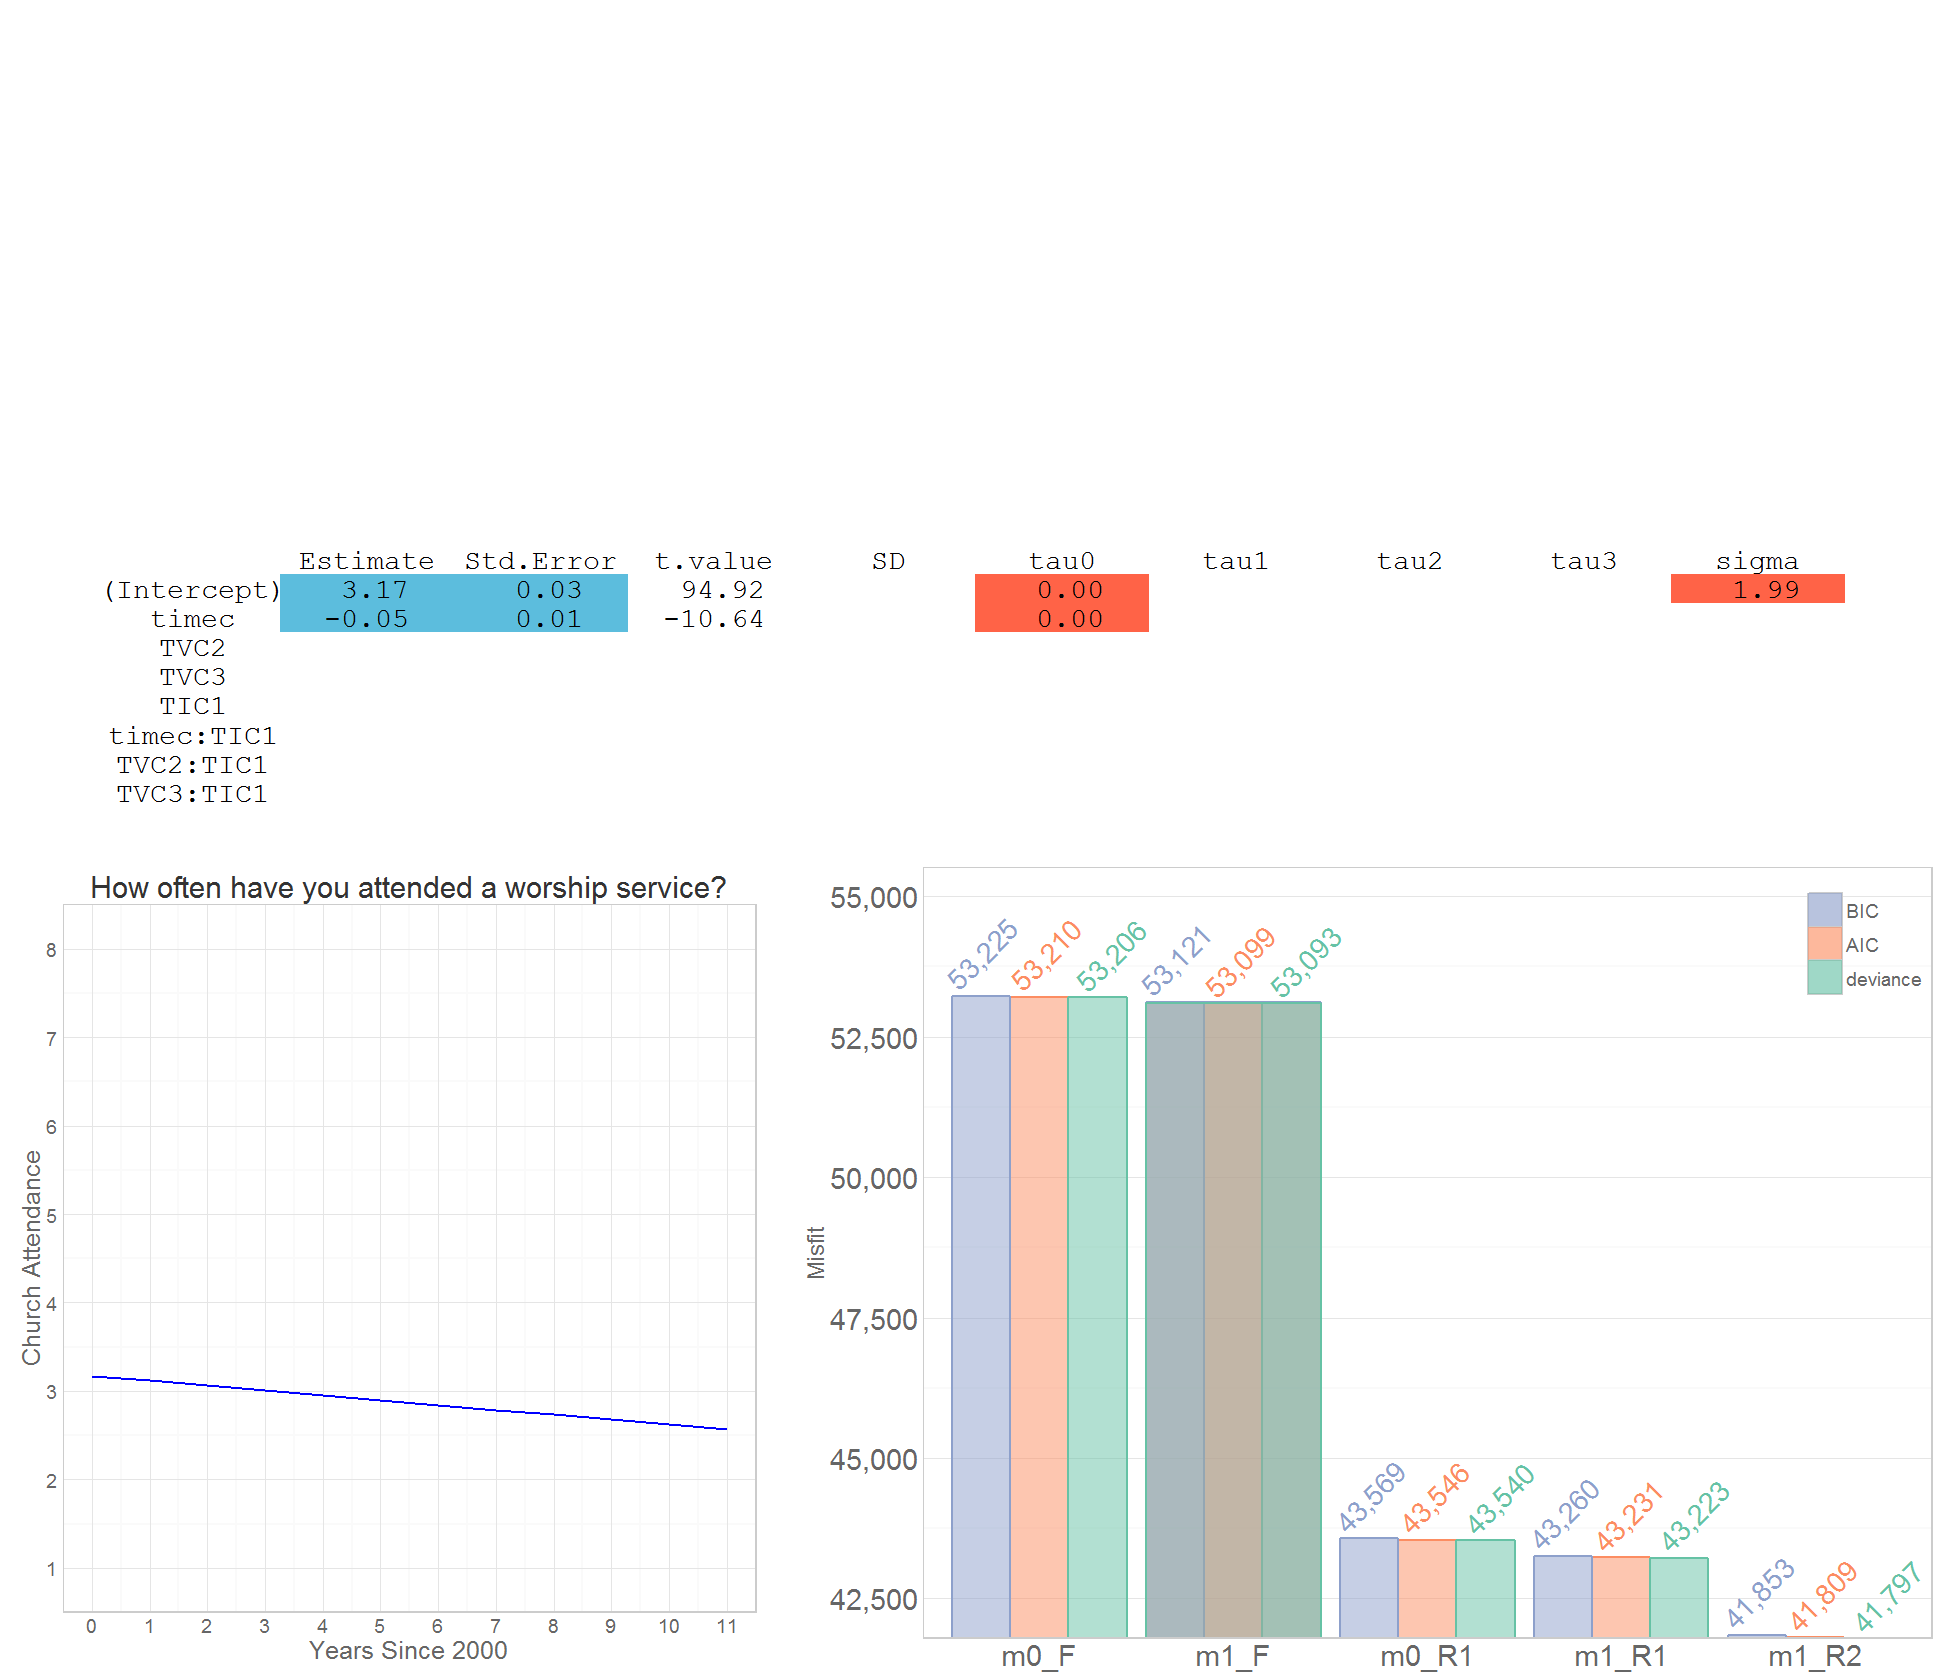 Estimate Std.Error t.value SD tau0 tau1 tau2 tau3 sigma
(Intercept) 3.17 0.03 94.92 0.00 1.99
timec -0.05 0.01 -10.64 0.00
TVC2
TVC3
TIC1
timec:TIC1
TVC2:TIC1
TVC3:TIC1
How often have you attended a worship service?
Church Attendance
8
7
6
5
4
3
2
1
0 1 2 3 4 5 6 7 8 9 10 11
Years Since 2000
Misfit
55,000
52,500
50,000
47,500
45,000
42,500
53,225 53,210 53,206 53,121 53,099 53,093
43,569 43,546 43,540 43,260 43,231 43,223
41,853 41,809 41,797
BIC
AIC
deviance
m0_F m1_F m0_R1 m1_R1 m1_R2